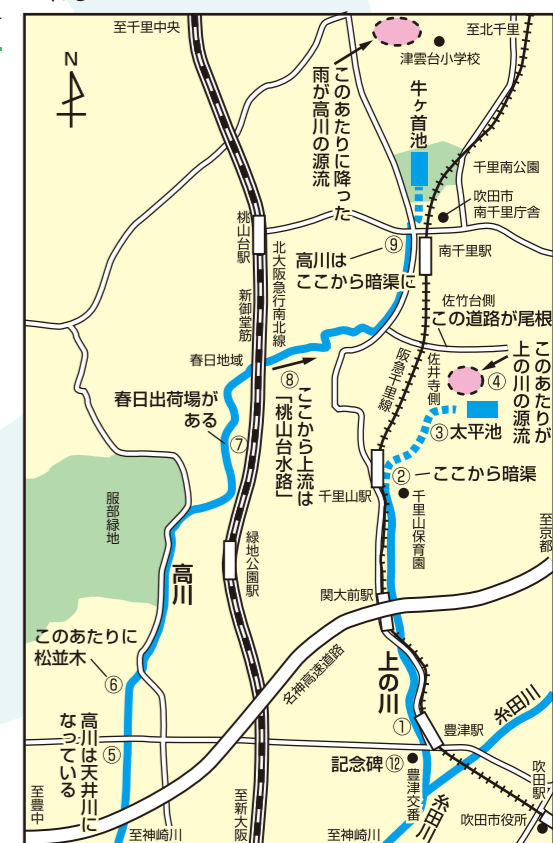 至千里中央
至北千里
津雲台小学校
N
このあたりに降った
雨が高川の源流
牛ヶ首池
千里南公園
吹田市
南千里庁舎
桃山台駅
北大阪急行南北線
新御堂筋
⑨
高川は
ここから暗渠に
南千里駅
佐竹台側
この道路が尾根
佐井寺側
阪急千里線
このあたりが
上の川の源流
④
春日地域
⑧
ここから上流は
「桃山台水路」
春日出荷場が
ある
⑦
③太平池
②
ここから暗渠
千里山駅
千里山保育園
至京都
服部緑地
緑地公園駅
高川
関大前駅
名神高速道路
このあたりに
松並木
⑥
上の川
①
豊津駅
糸田川
高川は天井川に
なっている
⑤
記念碑⑫
豊津交番
糸田川
吹田駅
吹田市役所
至豊中
至神崎川
至新大阪
至神崎川